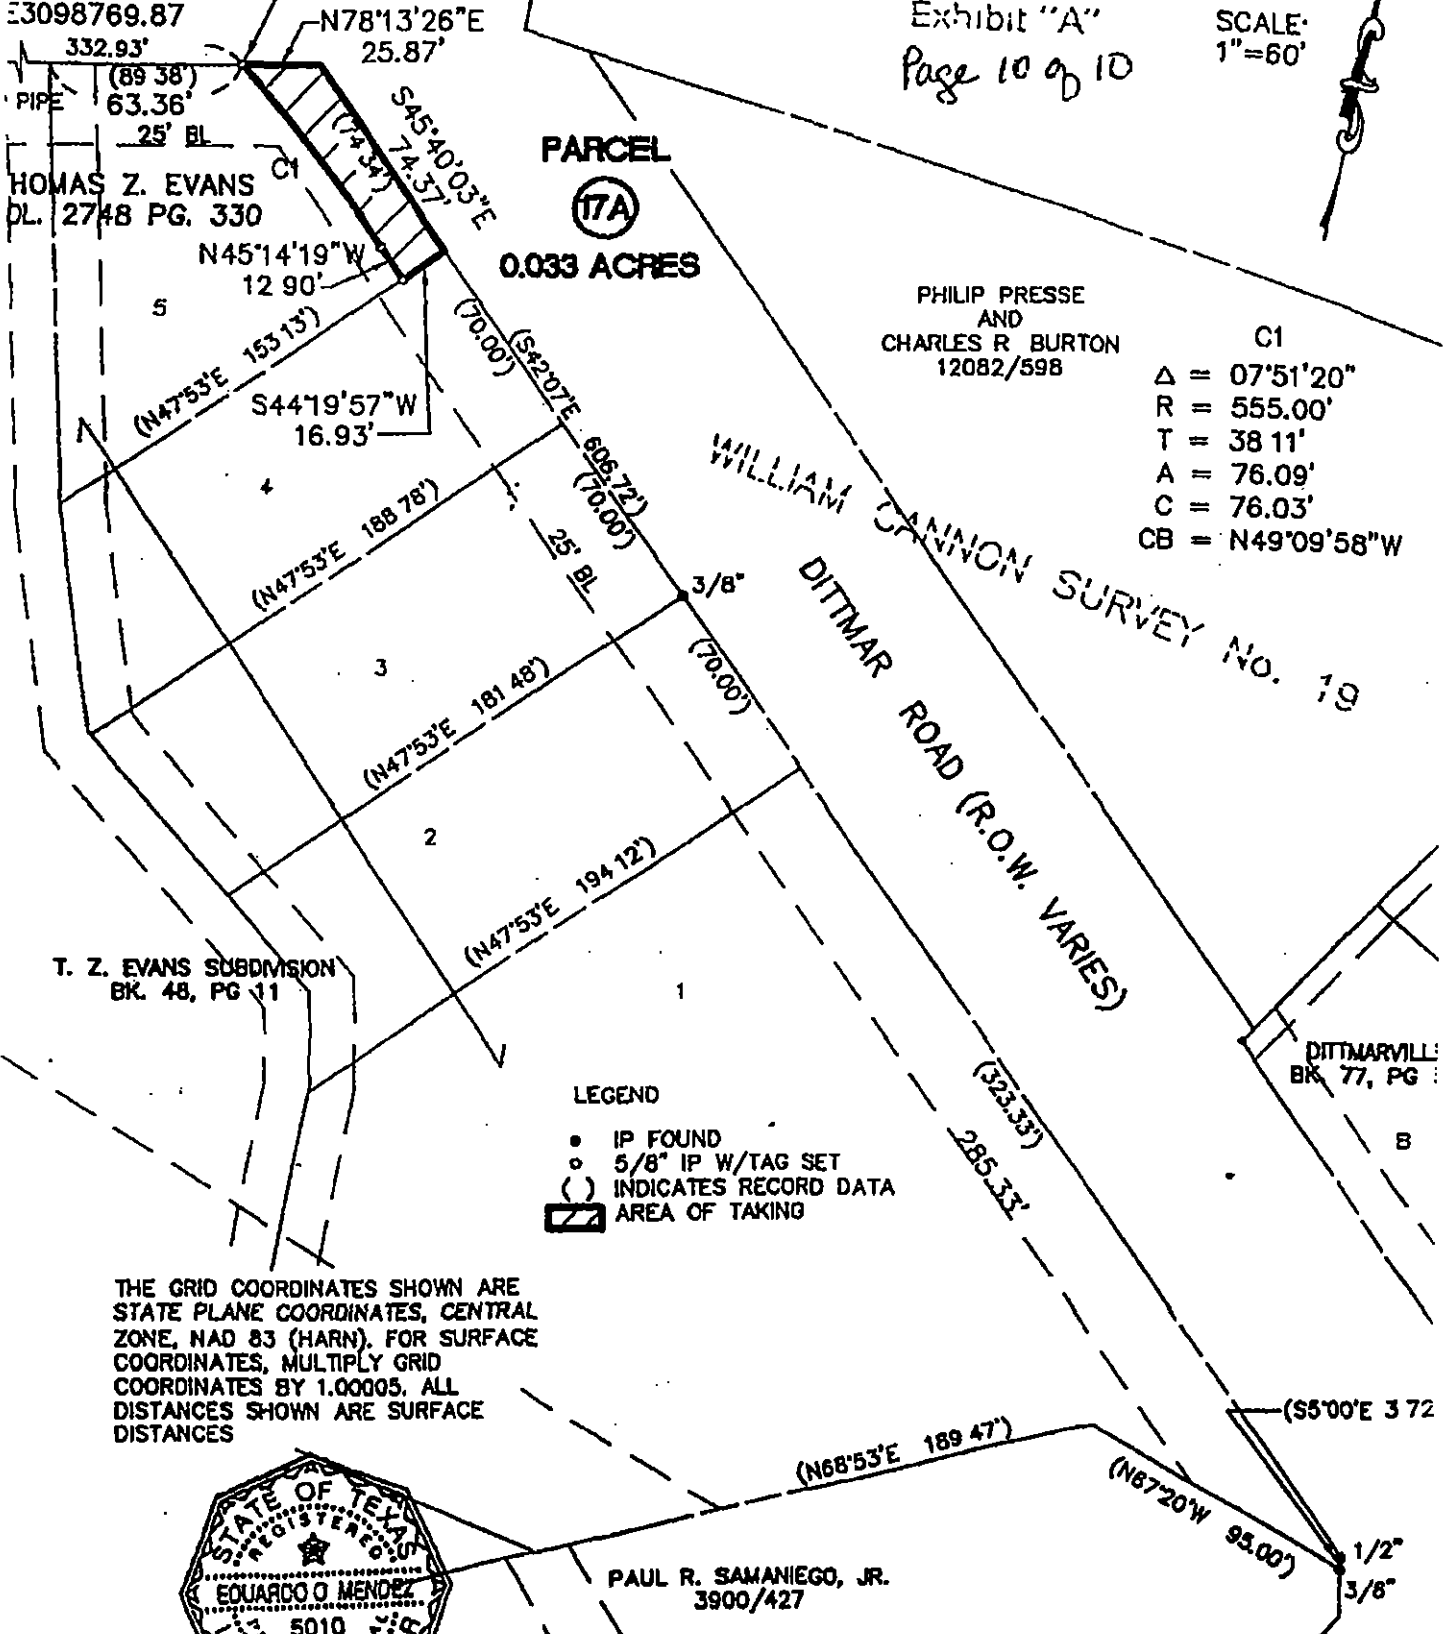 E3098769.87
332.93'
(89 38')
PIPE
63.36'
25' BL
N78°13'26"E
25.87'
Exhibit "A"
Page 10 of 10
SCALE:
1"=60'
HOMAS Z. EVANS
OL. 2748 PG. 330
C1
(74 34')
S45°40'03"E
74.37'
PARCEL
17A
0.033 ACRES
N45°14'19"W
12 90'
5
(N47°53'E 153 13')
S44°19'57"W
16.93'
(70.00')
(S42°07'E 606.72')
PHILIP PRESSE
AND
CHARLES R BURTON
12082/598
C1
Δ = 07°51'20"
R = 555.00'
T = 38 11'
A = 76.09'
C = 76.03'
CB = N49°09'58"W
WILLIAM CANNON SURVEY No. 19
4
(N47°53'E 188 78')
(70.00')
25' BL
3/8"
3
(N47°53'E 181 48')
(70.00')
DITTMAR ROAD (R.O.W. VARIES)
2
(N47°53'E 194 12')
T. Z. EVANS SUBDIVISION
BK. 48, PG 11
1
DITTMARVILL
BK, 77, PG
B
(323.33')
285.33'
LEGEND
● IP FOUND
○ 5/8" IP W/TAG SET
( ) INDICATES RECORD DATA
AREA OF TAKING
THE GRID COORDINATES SHOWN ARE
STATE PLANE COORDINATES, CENTRAL
ZONE, NAD 83 (HARN). FOR SURFACE
COORDINATES, MULTIPLY GRID
COORDINATES BY 1.00005. ALL
DISTANCES SHOWN ARE SURFACE
DISTANCES
(S5°00'E 3 72
(N68°53'E 189 47')
(N67°20'W 95.00')
1/2"
3/8"
STATE OF TEXAS
REGISTERED
EDUARDO O MENDEZ
5010
PAUL R. SAMANIEGO, JR.
3900/427